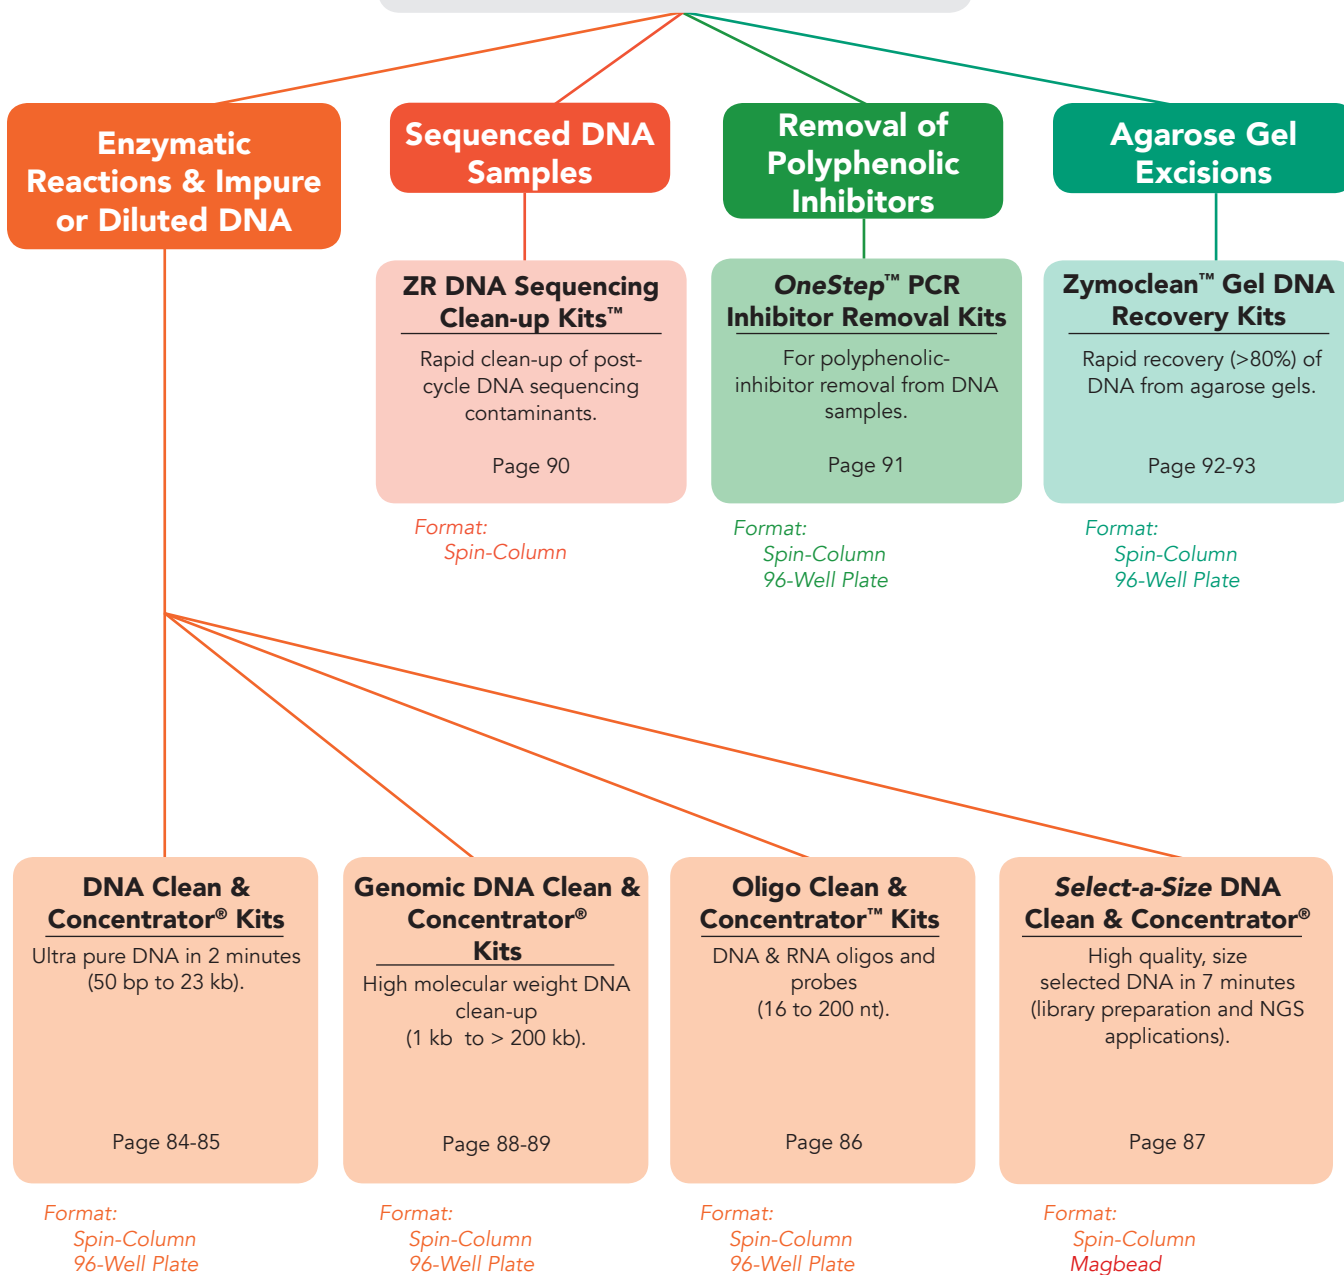 Enzymatic
Reactions & Impure
or Diluted DNA
Sequenced DNA
Samples
Removal of
Polyphenolic
Inhibitors
Agarose Gel
Excisions
ZR DNA Sequencing
Clean-up Kits™
Rapid clean-up of post-
cycle DNA sequencing
contaminants.
Page 90
Format:
Spin-Column
OneStep™ PCR
Inhibitor Removal Kits
For polyphenolic-
inhibitor removal from DNA
samples.
Page 91
Format:
Spin-Column
96-Well Plate
Zymoclean™ Gel DNA
Recovery Kits
Rapid recovery (>80%) of
DNA from agarose gels.
Page 92-93
Format:
Spin-Column
96-Well Plate
DNA Clean &
Concentrator® Kits
Ultra pure DNA in 2 minutes
(50 bp to 23 kb).
Page 84-85
Format:
Spin-Column
96-Well Plate
Genomic DNA Clean &
Concentrator®
Kits
High molecular weight DNA
clean-up
(1 kb to > 200 kb).
Page 88-89
Format:
Spin-Column
96-Well Plate
Oligo Clean &
Concentrator™ Kits
DNA & RNA oligos and
probes
(16 to 200 nt).
Page 86
Format:
Spin-Column
96-Well Plate
Select-a-Size DNA
Clean & Concentrator®
High quality, size
selected DNA in 7 minutes
(library preparation and NGS
applications).
Page 87
Format:
Spin-Column
Magbead